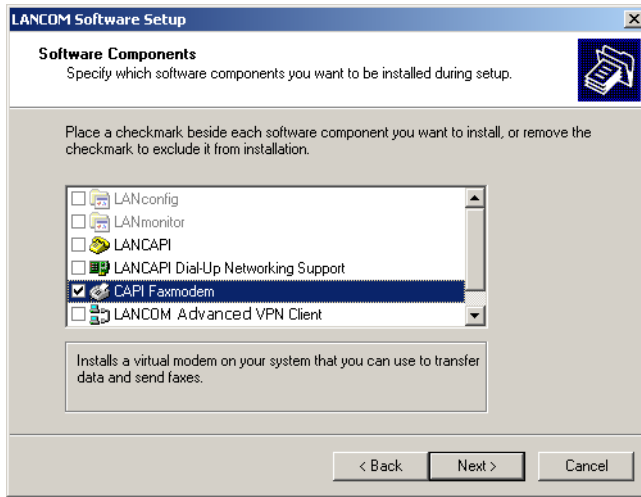 LANCOM Software Setup
Software Components
Specify which software components you want to be installed during setup.
Place a checkmark beside each software component you want to install, or remove the
checkmark to exclude it from installation.
LANconfig
LANmonitor
LANCAPI
LANCAPI Dial-Up Networking Support
CAPI Faxmodem
LANCOM Advanced VPN Client
Installs a virtual modem on your system that you can use to transfer
data and send faxes.
< Back
Next >
Cancel